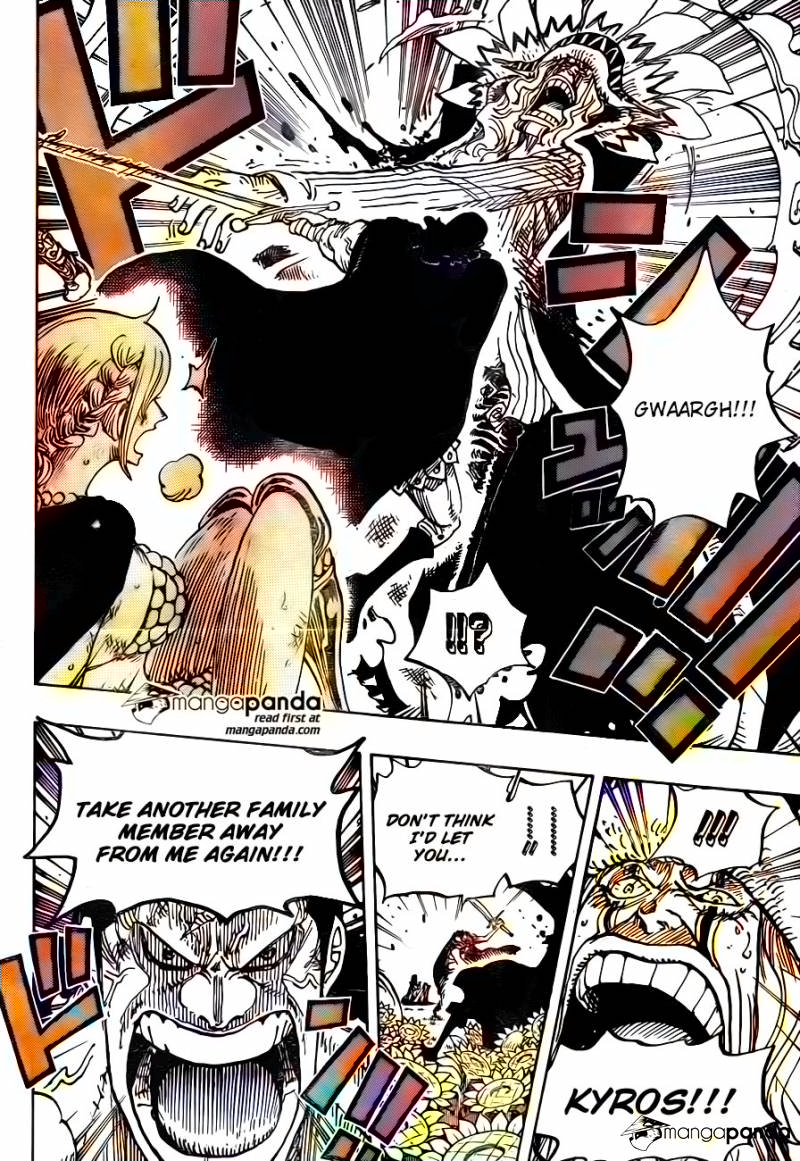 GWAARGH!!!
!!?
mangapanda
read first at
mangapanda.com
!!!
KYROS!!!
DON'T THINK
I'D LET
YOU...
TAKE ANOTHER FAMILY
MEMBER AWAY
FROM ME AGAIN!!!
mangapanda